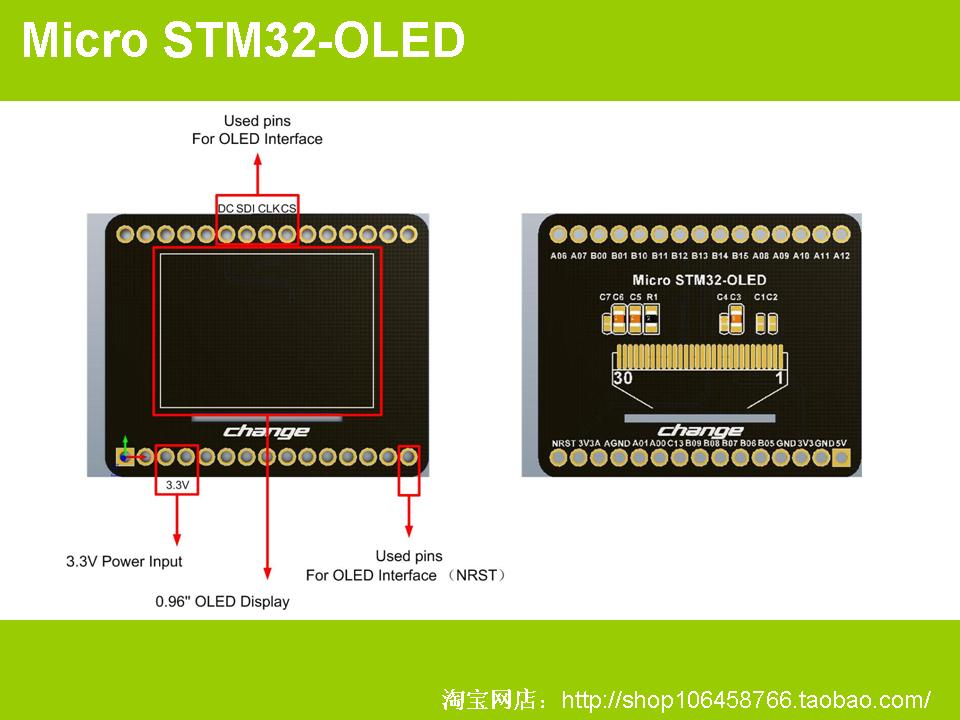 Micro STM32-OLED
Used pins
For OLED Interface
DC SDI CLK CS
change
3.3V
3.3V Power Input
0.96" OLED Display
Used pins
For OLED Interface （NRST）
A06 A07 B00 B01 B10 B11 B12 B13 B14 B15 A08 A09 A10 A11 A12
Micro STM32-OLED
C7 C6 C5 R1 C4 C3 C1 C2
30 1
change
NRST 3V3A AGND A01 A00 C13 B09 B08 B07 B06 B05 GND 3V3 GND 5V
淘宝网店：http://shop106458766.taobao.com/